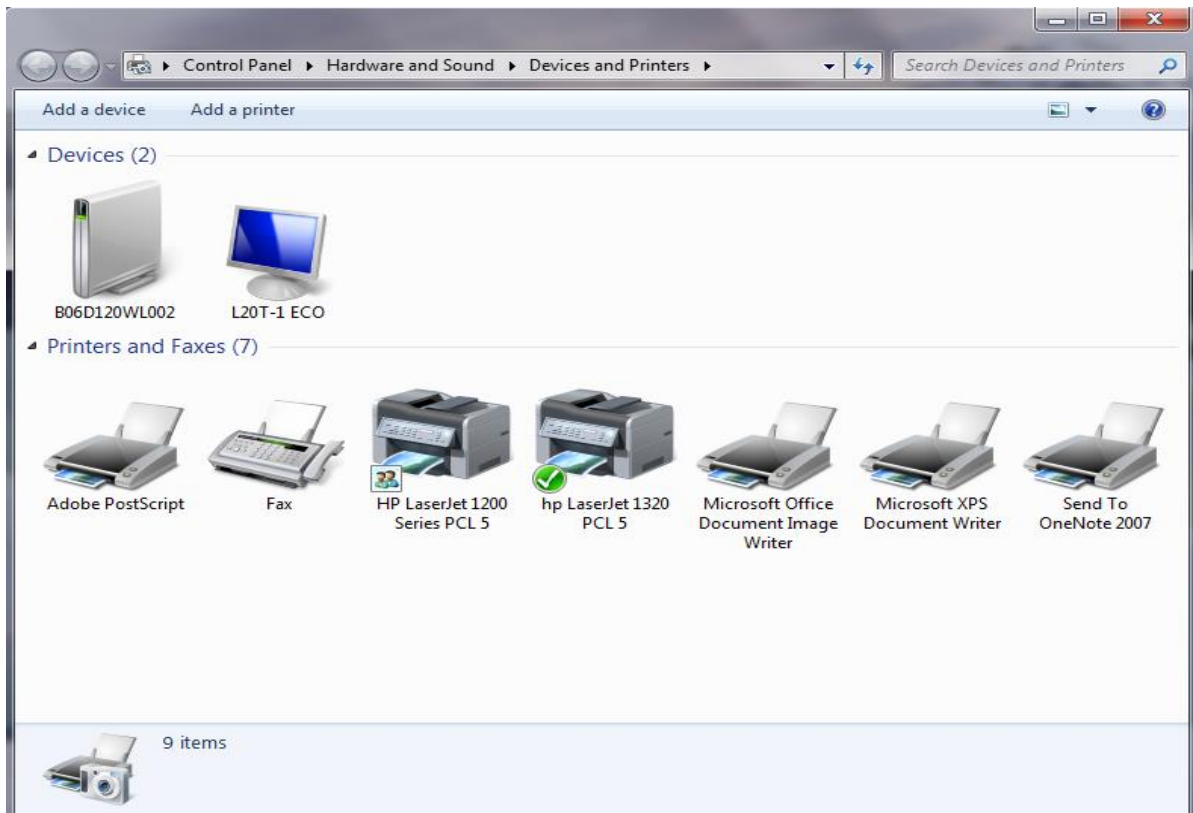 Control Panel Hardware and Sound Devices and Printers Search Devices and Printers
Add a device Add a printer
Devices (2)
B06D120WL002 L20T-1 ECO
Printers and Faxes (7)
Adobe PostScript
Fax
HP LaserJet 1200
Series PCL 5
hp LaserJet 1320
PCL 5
Microsoft Office
Document Image
Writer
Microsoft XPS
Document Writer
Send To
OneNote 2007
9 items